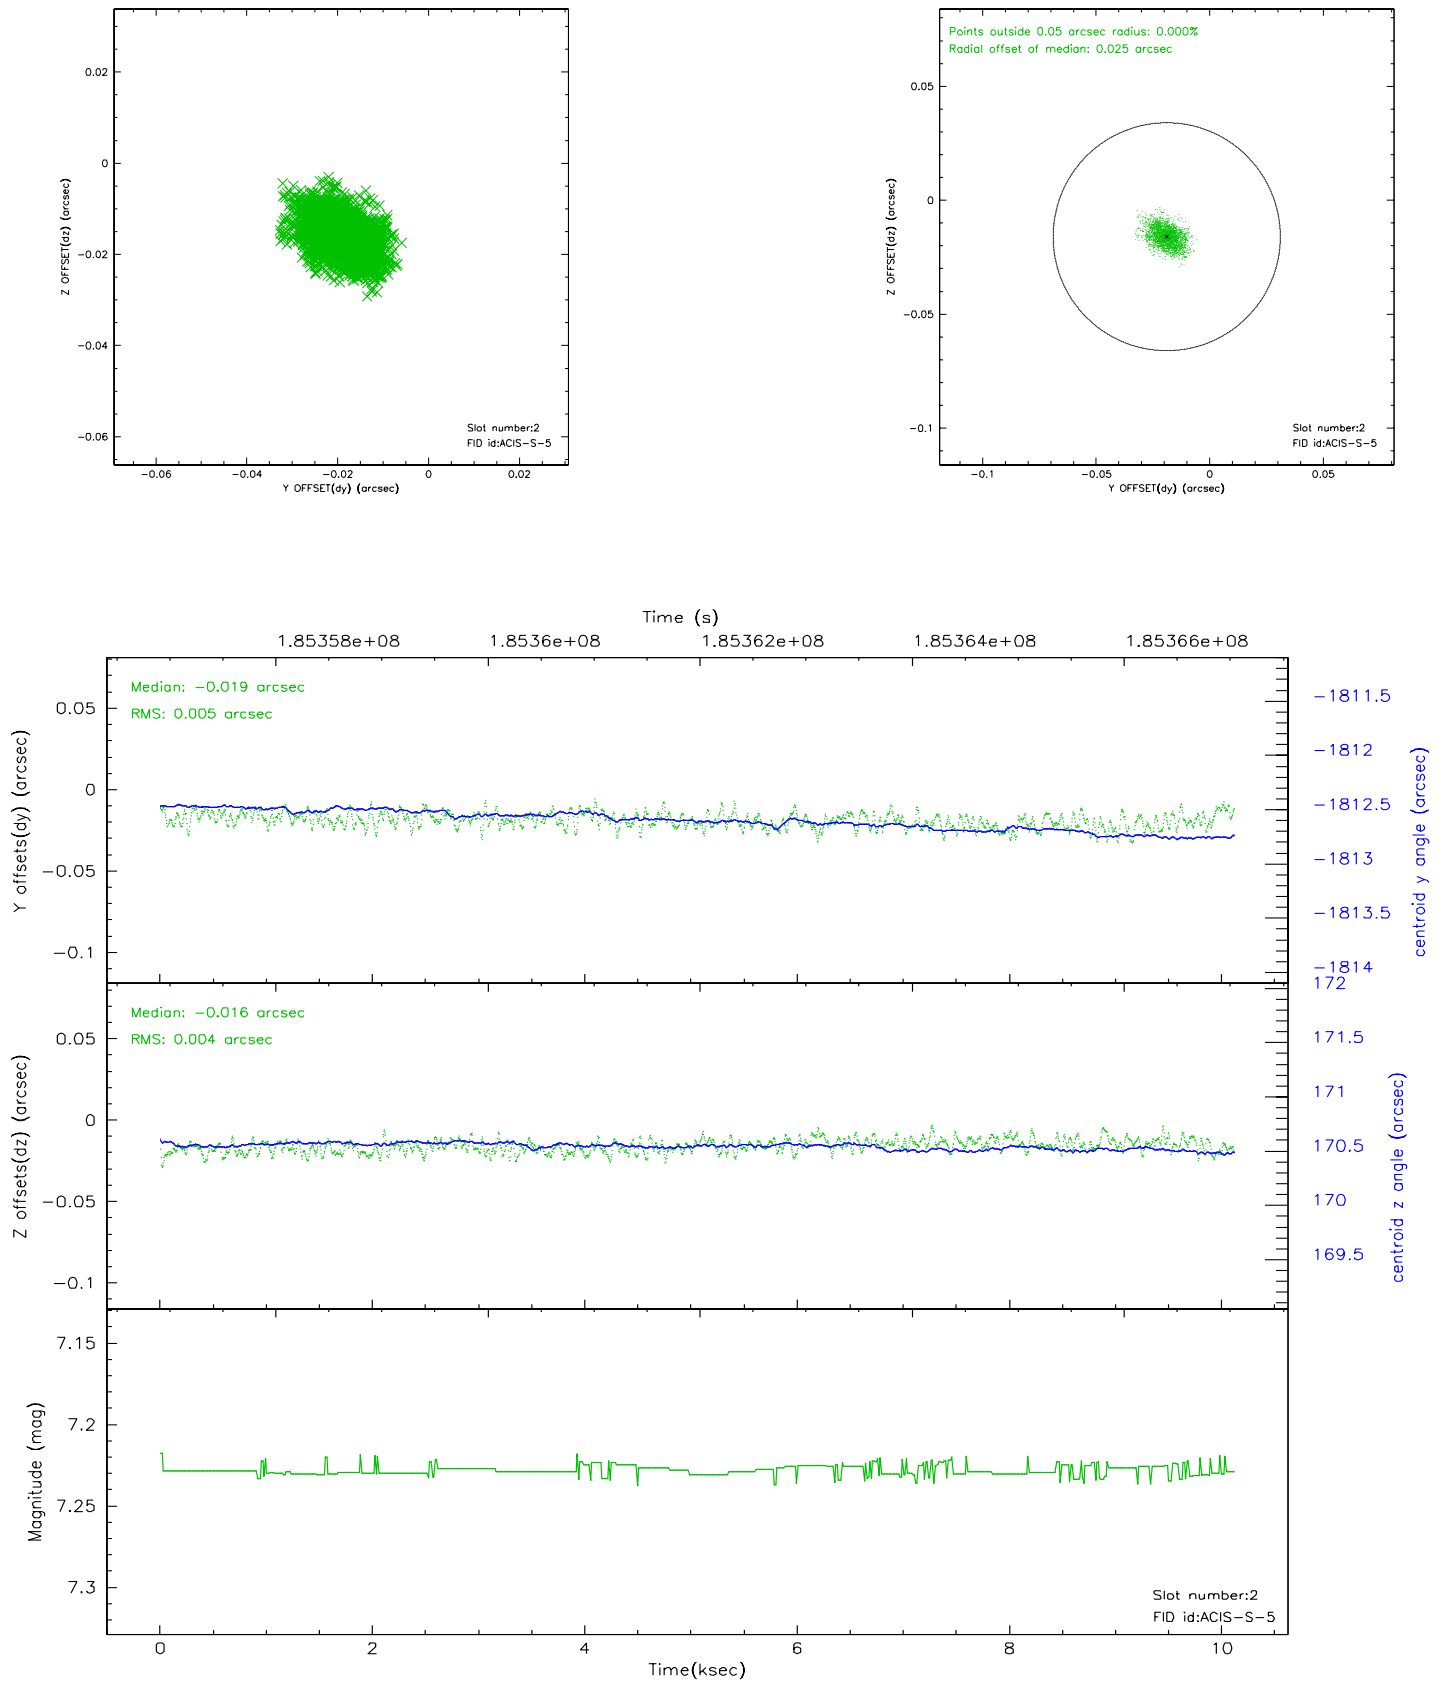 0.02
0
-0.02
-0.04
-0.06
Z OFFSET(dz) (arcsec)
Slot number:2
FID id:ACIS-S-5
-0.06
-0.04
-0.02
0
0.02
Y OFFSET(dy) (arcsec)
Points outside 0.05 arcsec radius: 0.000%
Radial offset of median: 0.025 arcsec
0.05
0
-0.05
-0.1
Z OFFSET(dz) (arcsec)
Slot number:2
FID id:ACIS-S-5
-0.1
-0.05
0
0.05
Y OFFSET(dy) (arcsec)
Time (s)
1.85358e+08
1.8536e+08
1.85362e+08
1.85364e+08
1.85366e+08
Median: -0.019 arcsec
RMS: 0.005 arcsec
0.05
0
-0.05
-0.1
Y offsets(dy) (arcsec)
-1811.5
-1812
-1812.5
-1813
-1813.5
-1814
centroid y angle (arcsec)
Median: -0.016 arcsec
RMS: 0.004 arcsec
0.05
0
-0.05
-0.1
Z offsets(dz) (arcsec)
172
171.5
171
170.5
170
169.5
centroid z angle (arcsec)
7.15
7.2
7.25
7.3
Magnitude (mag)
Slot number:2
FID id:ACIS-S-5
0
2
4
6
8
10
Time(ksec)